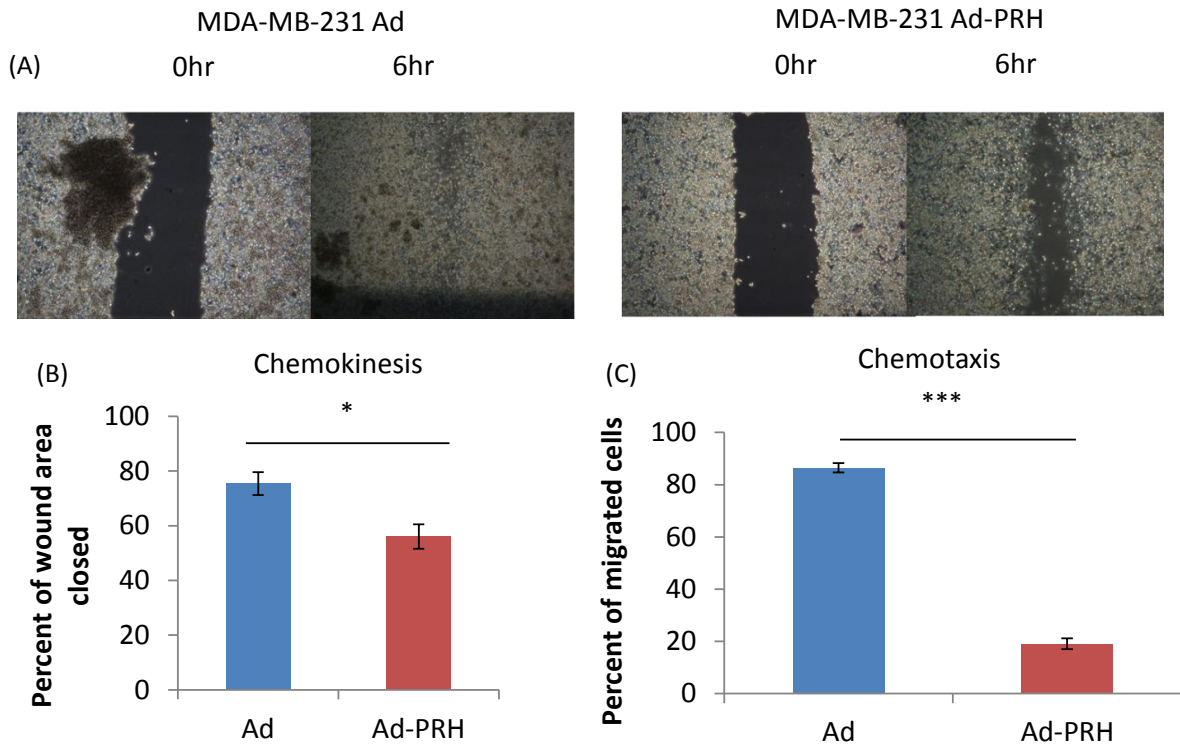 MDA-MB-231 Ad
MDA-MB-231 Ad-PRH
(A)
0hr
6hr
0hr
6hr
(B)
Chemokinesis
*
Percent of wound area
closed
100
80
60
40
20
0
Ad
Ad-PRH
(C)
Chemotaxis
***
Percent of migrated cells
100
80
60
40
20
0
Ad
Ad-PRH